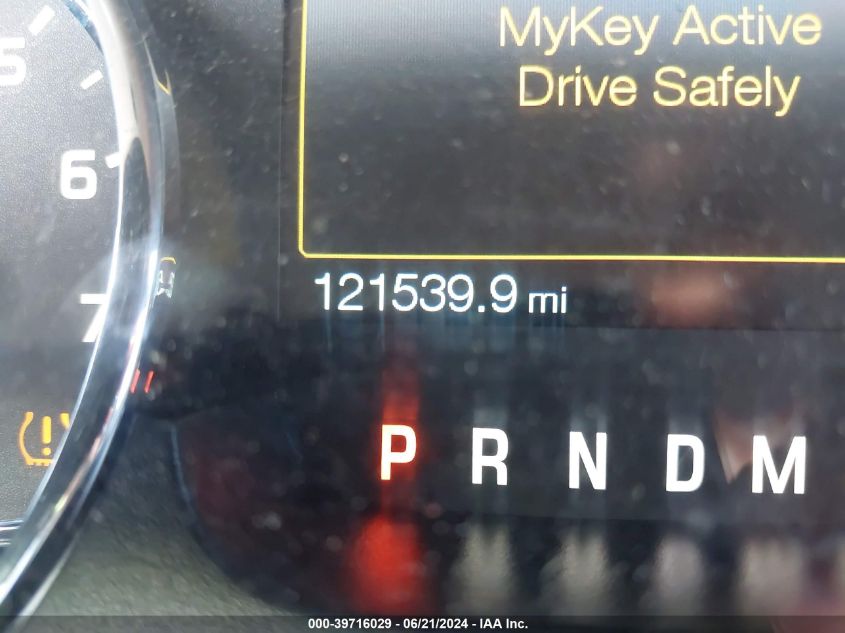 MyKey Active
Drive Safely
5
6
7
121539.9 mi
P R N D M
000-39716029 - 06/21/2024 - IAA Inc.